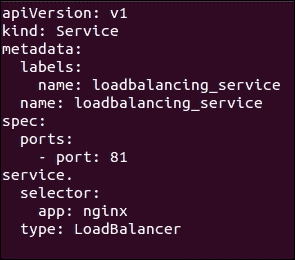 apiVersion: v1
kind: Service
metadata:
  labels:
    name: loadbalancing_service
  name: loadbalancing_service
spec:
  ports:
    - port: 81
service.
  selector:
    app: nginx
  type: LoadBalancer